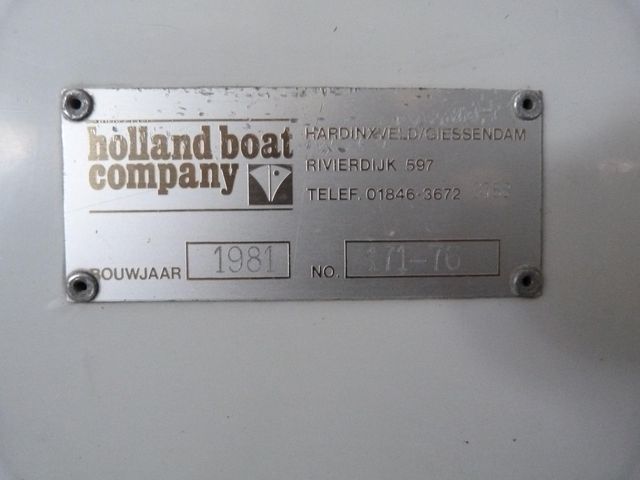 holland boat
company
HARDINXVELD/GIESSENDAM
RIVIERDIJK 597
TELEF. 01846-3672
BOUWJAAR 1981 NO. 171-76